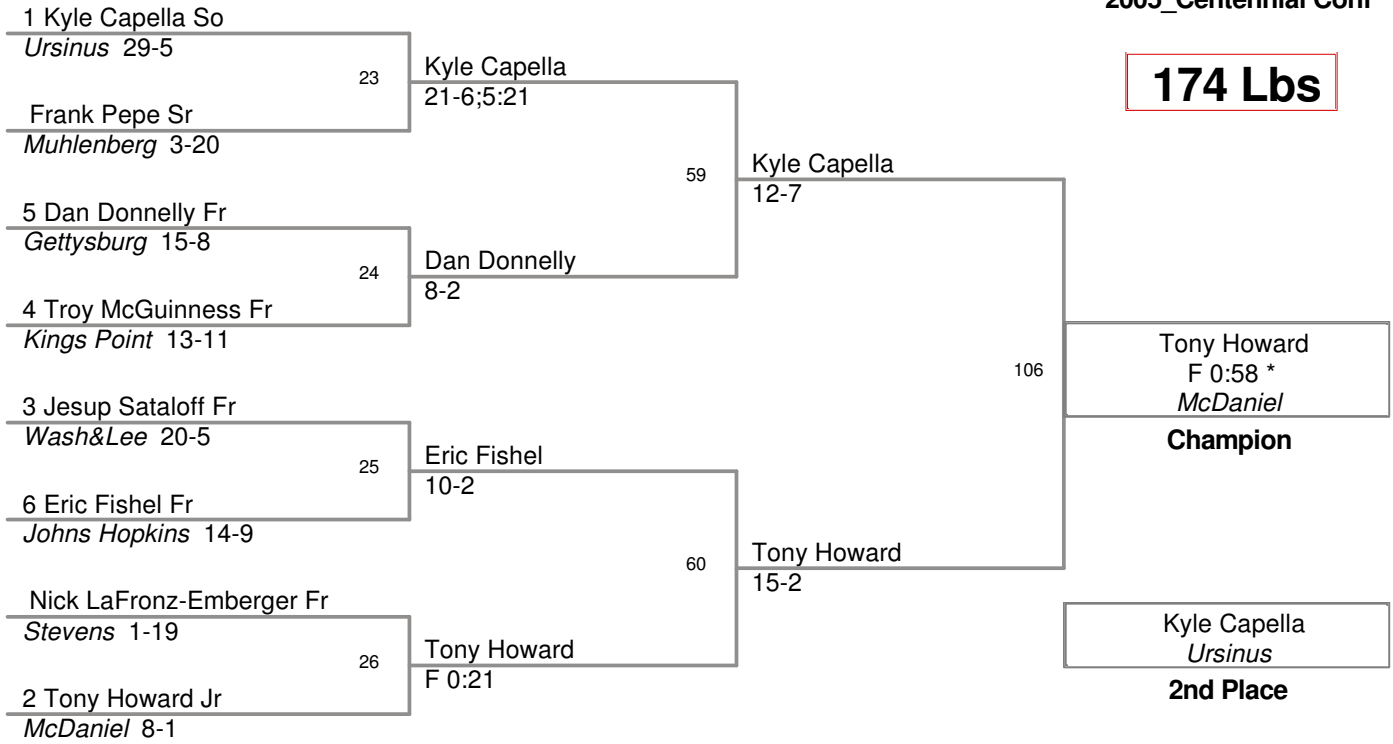 2005_Centennial Conf
174 Lbs
1 Kyle Capella So
Ursinus 29-5
23
Frank Pepe Sr
Muhlenberg 3-20
Kyle Capella
21-6;5:21
59
5 Dan Donnelly Fr
Gettysburg 15-8
24
4 Troy McGuinness Fr
Kings Point 13-11
Dan Donnelly
8-2
Kyle Capella
12-7
3 Jesup Sataloff Fr
Wash&Lee 20-5
25
6 Eric Fishel Fr
Johns Hopkins 14-9
Eric Fishel
10-2
60
Nick LaFronz-Emberger Fr
Stevens 1-19
26
2 Tony Howard Jr
McDaniel 8-1
Tony Howard
F 0:21
Tony Howard
15-2
106
Tony Howard
F 0:58 *
McDaniel
Champion
Kyle Capella
Ursinus
2nd Place